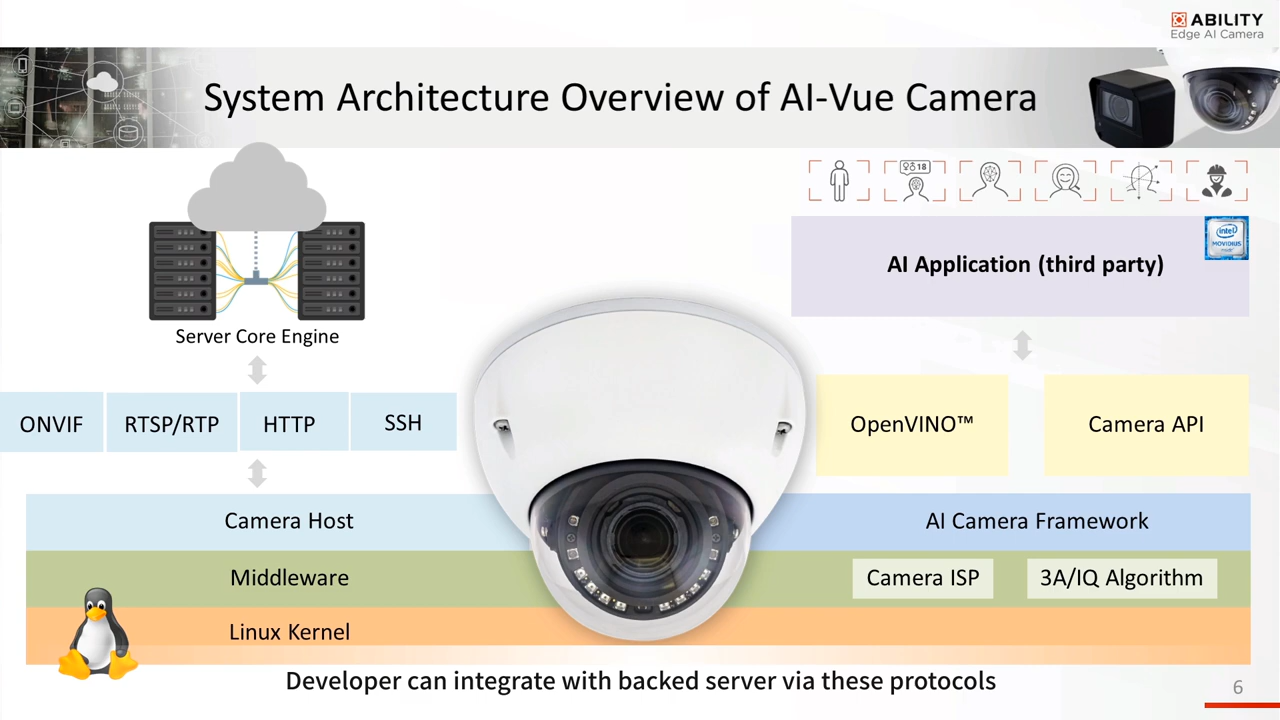 ABILITY
Edge AI Camera
System Architecture Overview of AI-Vue Camera
18
intel
MOVIDIUS
AI Application (third party)
Server Core Engine
ONVIF
RTSP/RTP
HTTP
SSH
OpenVINO™
Camera API
Camera Host
AI Camera Framework
Middleware
Camera ISP
3A/IQ Algorithm
Linux Kernel
Developer can integrate with backed server via these protocols
6